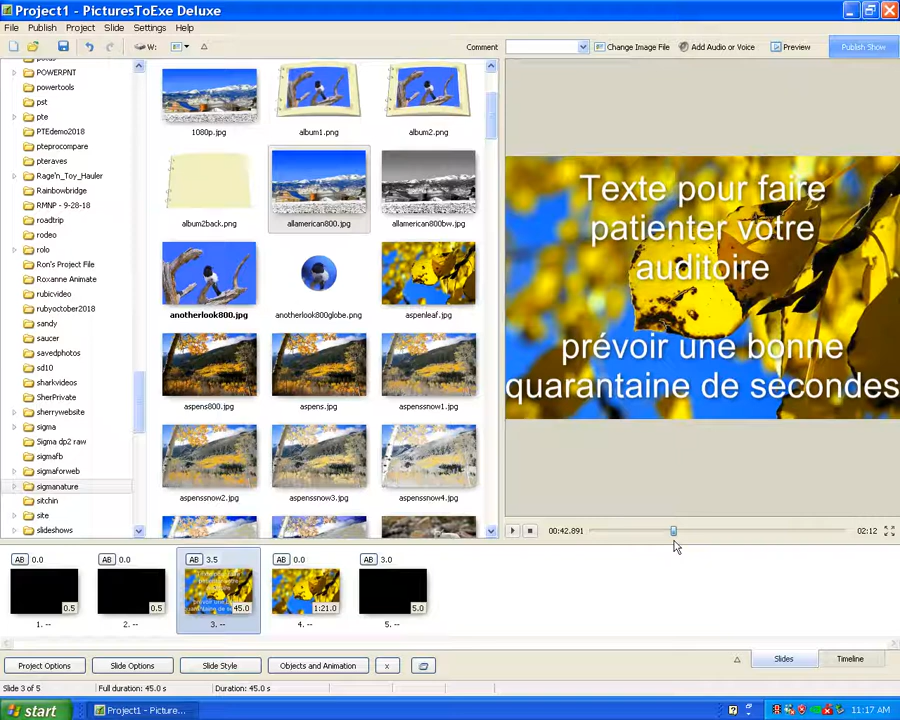 Project1 - PicturesToExe Deluxe
File Publish Project Slide Settings Help
W: Comment Change Image File Add Audio or Voice Preview Publish Show
POWERPNT
powertools
pst
pte
PTEdemo2018
pteprocompare
pteraves
Rage'n_Toy_Hauler
Rainbowbridge
RMNP - 9-28-18
roadtrip
rodeo
rolo
Ron's Project File
Roxanne Animate
rubicvideo
rubyoctober2018
sandy
saucer
savedphotos
sd10
sharkvideos
SherPrivate
sherrywebsite
sigma
Sigma dp2 raw
sigmafb
sigmaforweb
sigmanature
sitchin
site
slideshows
1080p.jpg album1.png album2.png
album2back.png allamerican800.jpg allamerican800bw.jpg
anotherlook800.jpg anotherlook800globe.png aspenleaf.jpg
aspens800.jpg aspens.jpg aspenssnow1.jpg
aspenssnow2.jpg aspenssnow3.jpg aspenssnow4.jpg
Texte pour faire
patienter votre
auditoire
prévoir une bonne
quarantaine de secondes
00:42.891 02:12
AB 0.0 AB 0.0 AB 3.5 AB 0.0 AB 3.0
0.5 0.5 45.0 1:21.0 5.0
1. -- 2. -- 3. -- 4. -- 5. --
Project Options Slide Options Slide Style Objects and Animation x Slides Timeline
Slide 3 of 5 Full duration: 45.0 s Duration: 45.0 s
start Project1 - Picture... 11:17 AM